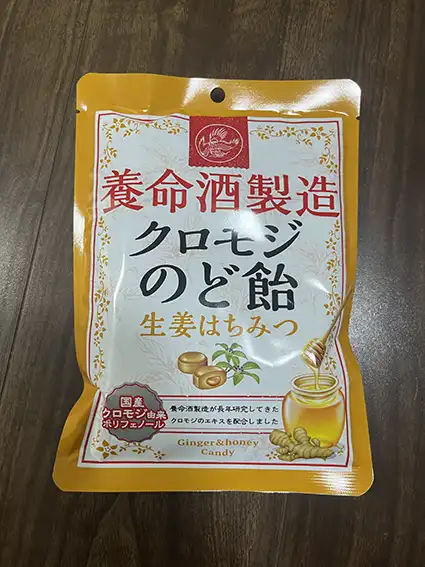 養命酒製造
クロモジ
のど飴
生姜はちみつ
国産
クロモジ由来
ポリフェノール
養命酒製造が長年研究してきた
クロモジのエキスを配合しました
Ginger&honey
Candy